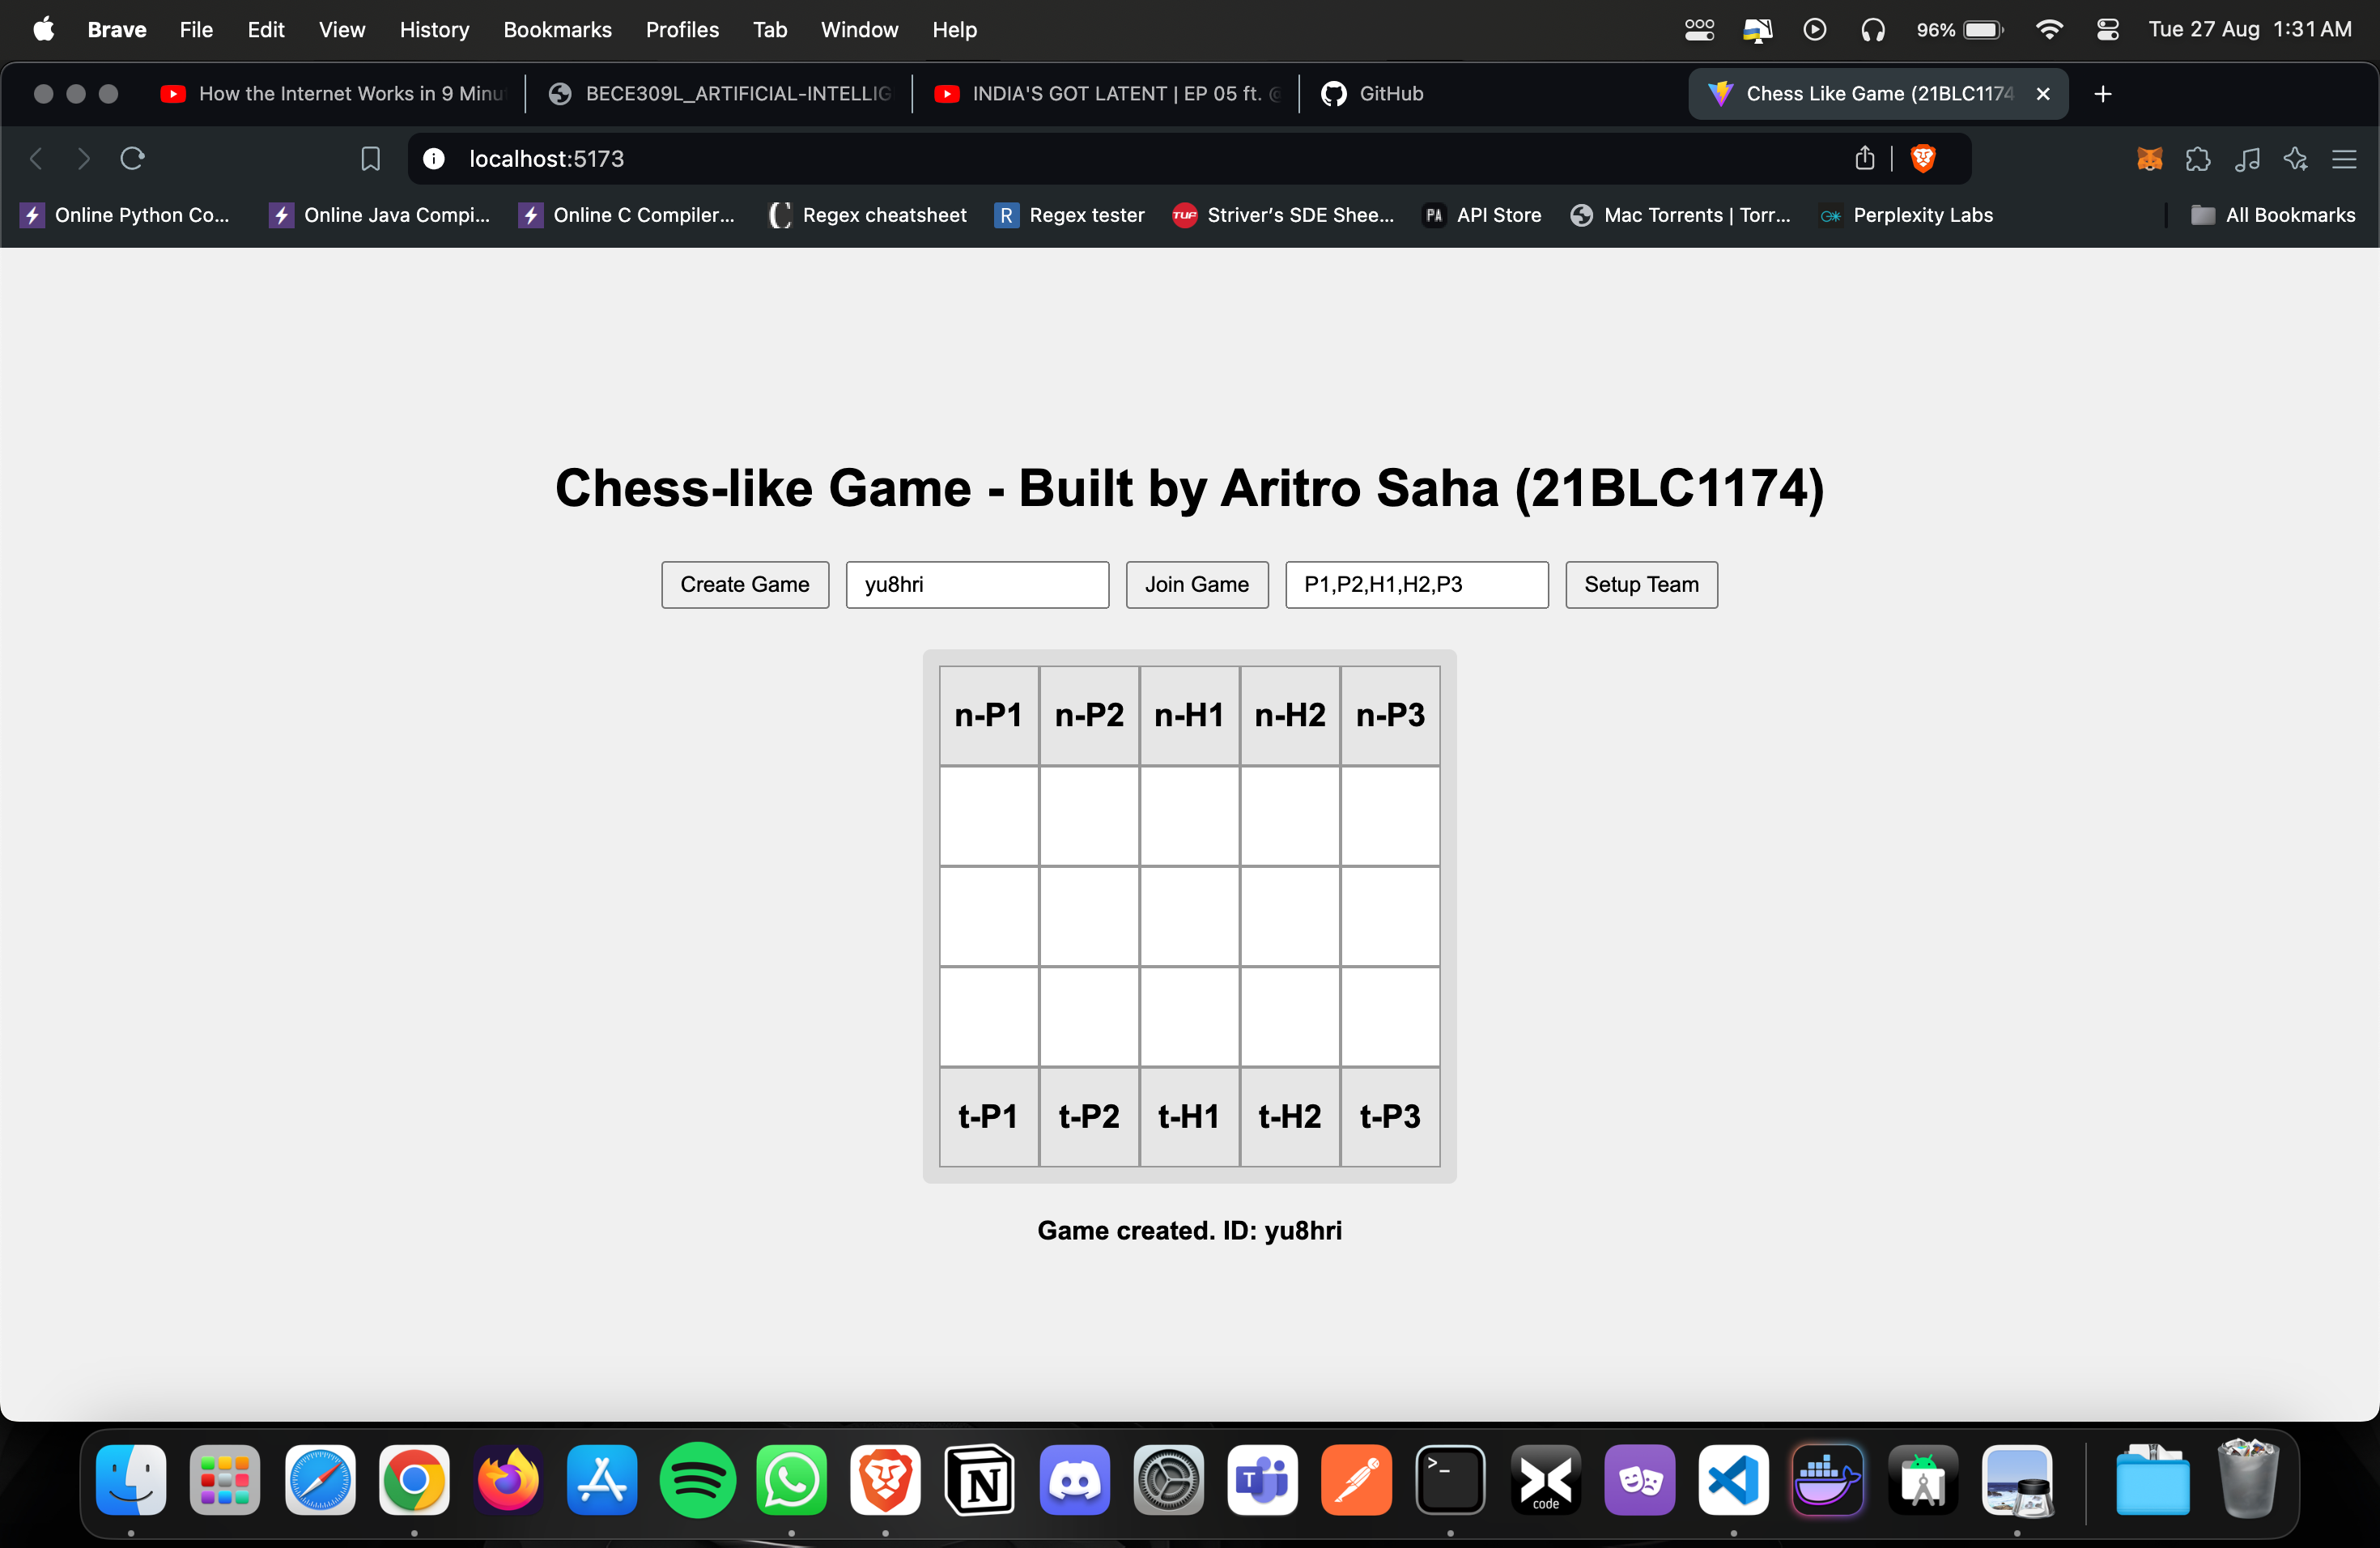 Brave File Edit View History Bookmarks Profiles Tab Window Help 96% Tue 27 Aug 1:31 AM
How the Internet Works in 9 Minu BECE309L_ARTIFICIAL-INTELLIG INDIA'S GOT LATENT | EP 05 ft. @ GitHub Chess Like Game (21BLC1174
localhost:5173
Online Python Co... Online Java Compi... Online C Compiler... Regex cheatsheet R Regex tester TUF Striver's SDE Shee... PA API Store Mac Torrents | Torr... Perplexity Labs All Bookmarks
Chess-like Game - Built by Aritro Saha (21BLC1174)
Create Game yu8hri Join Game P1,P2,H1,H2,P3 Setup Team
n-P1 n-P2 n-H1 n-H2 n-P3
t-P1 t-P2 t-H1 t-H2 t-P3
Game created. ID: yu8hri
code